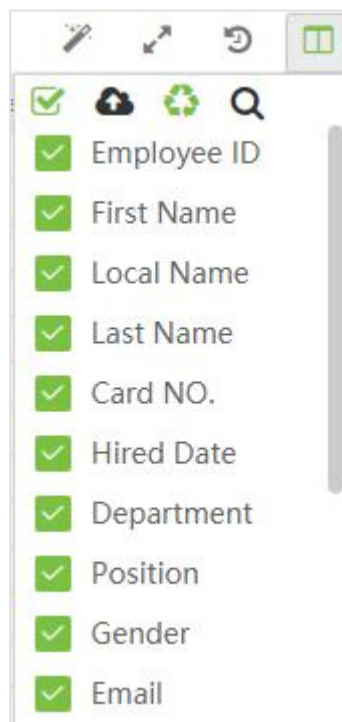 Employee ID
First Name
Local Name
Last Name
Card NO.
Hired Date
Department
Position
Gender
Email